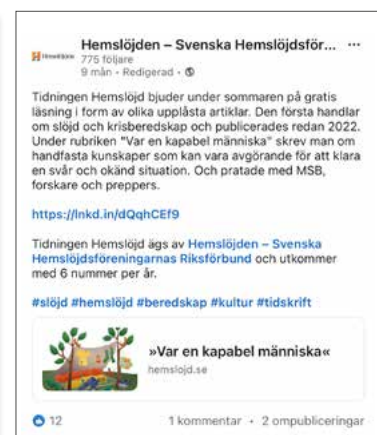 Hemslöjden – Svenska Hemslöjdsför... ···
Hemslöjden
775 följare
9 mån • Redigerad •
Tidningen Hemslöjd bjuder under sommaren på gratis
läsning i form av olika upplåsta artiklar. Den första handlar
om slöjd och krisberedskap och publicerades redan 2022.
Under rubriken "Var en kapabel människa" skrev man om
handfasta kunskaper som kan vara avgörande för att klara
en svår och okänd situation. Och pratade med MSB,
forskare och preppers.
https://lnkd.in/dQqhCEf9
Tidningen Hemslöjd ägs av Hemslöjden – Svenska
Hemslöjdsföreningarnas Riksförbund och utkommer
med 6 nummer per år.
#slöjd #hemslöjd #beredskap #kultur #tidskrift
»Var en kapabel människa«
hemslojd.se
12
1 kommentar • 2 ompubliceringar